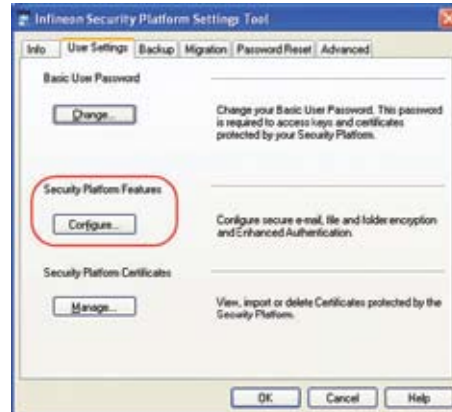 Infineon Security Platform Settings Tool
Info User Settings Backup Migration Password Reset Advanced
Basic User Password
Change...
Change your Basic User Password. This password
is required to access keys and certificates
protected by your Security Platform.
Security Platform Features
Configure...
Configure secure e-mail, file and folder encryption
and Enhanced Authentication.
Security Platform Certificates
Manage...
View, import or delete Certificates protected by the
Security Platform.
OK Cancel Help